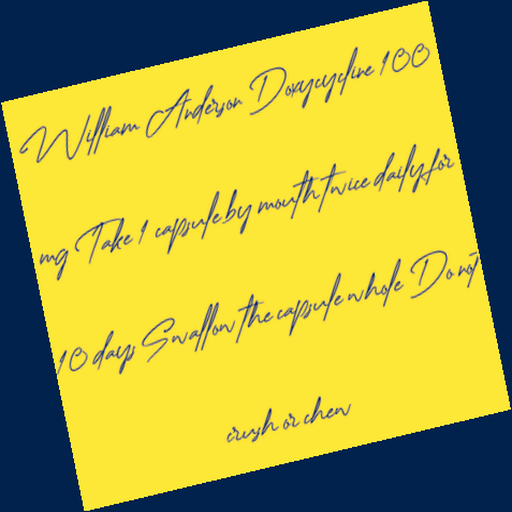 William Anderson Doxycycline 100
mg Take 1 capsule by mouth twice daily for
10 days Swallow the capsule whole Do not
crush or chew